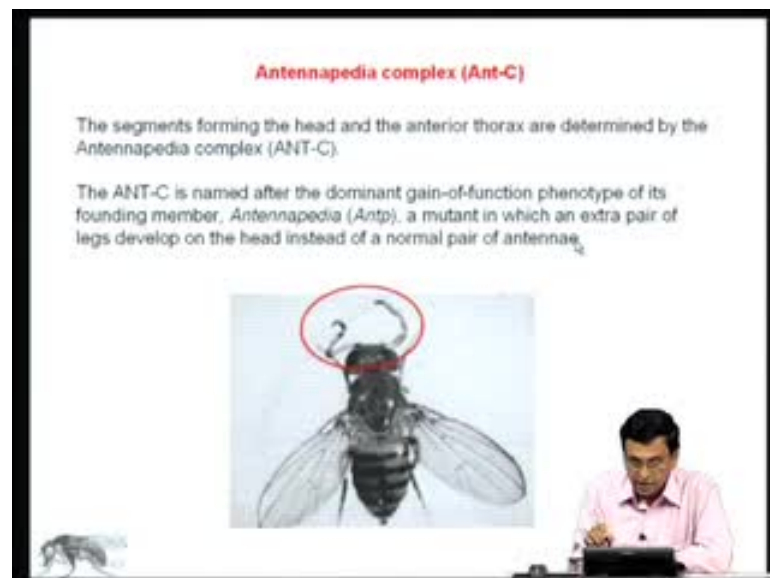 Antennapedia complex (Ant-C)
The segments forming the head and the anterior thorax are determined by the
Antennapedia complex (ANT-C).
The ANT-C is named after the dominant gain-of-function phenotype of its
founding member, Antennapedia (Antp), a mutant in which an extra pair of
legs develop on the head instead of a normal pair of antennae